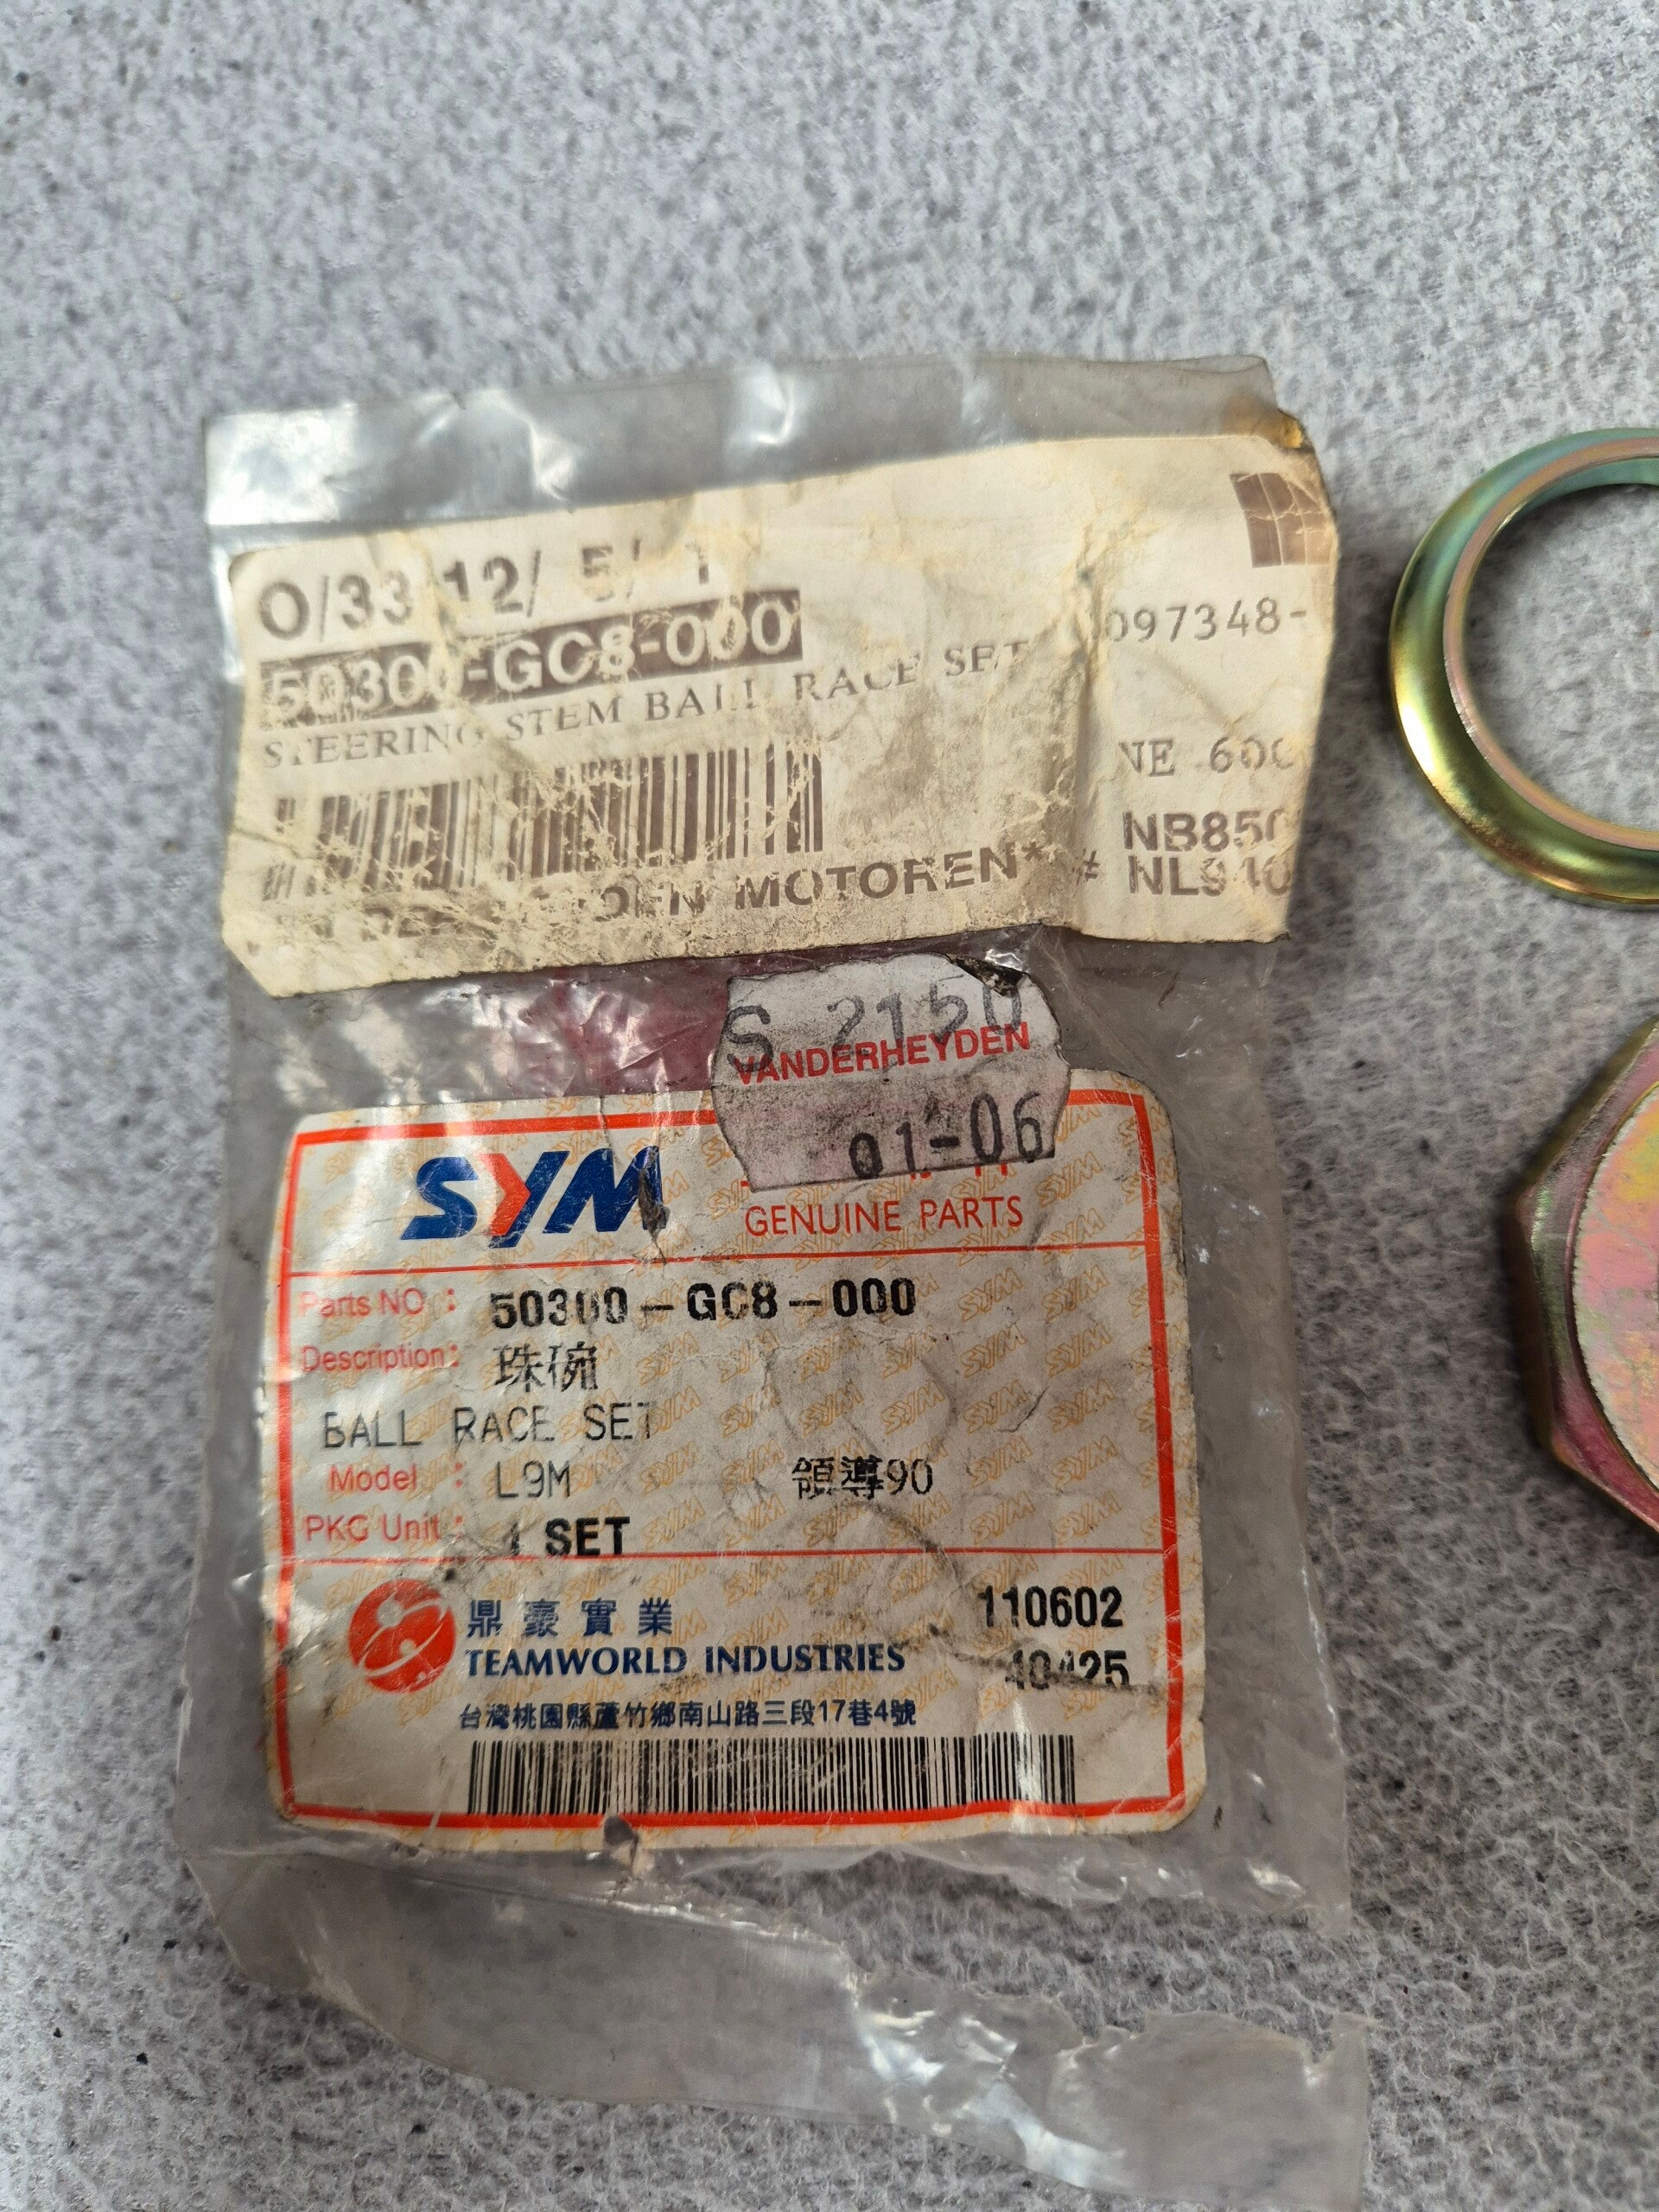 O/33 12/ 5/ 1
50300-GC8-000
STEERING STEM BALL RACE SET
MOTOREN*
097348-
NE 600
NB850
# NL940
S 2150
VANDERHEYDEN
01-06
SYM
GENUINE PARTS
Parts NO : 50300-GC8-000
Description: 珠碗
BALL RACE SET
Model : L9M 領導90
PKG Unit : 1 SET
鼎豪實業 110602
TEAMWORLD INDUSTRIES 40425
台灣桃園縣蘆竹鄉南山路三段17巷4號